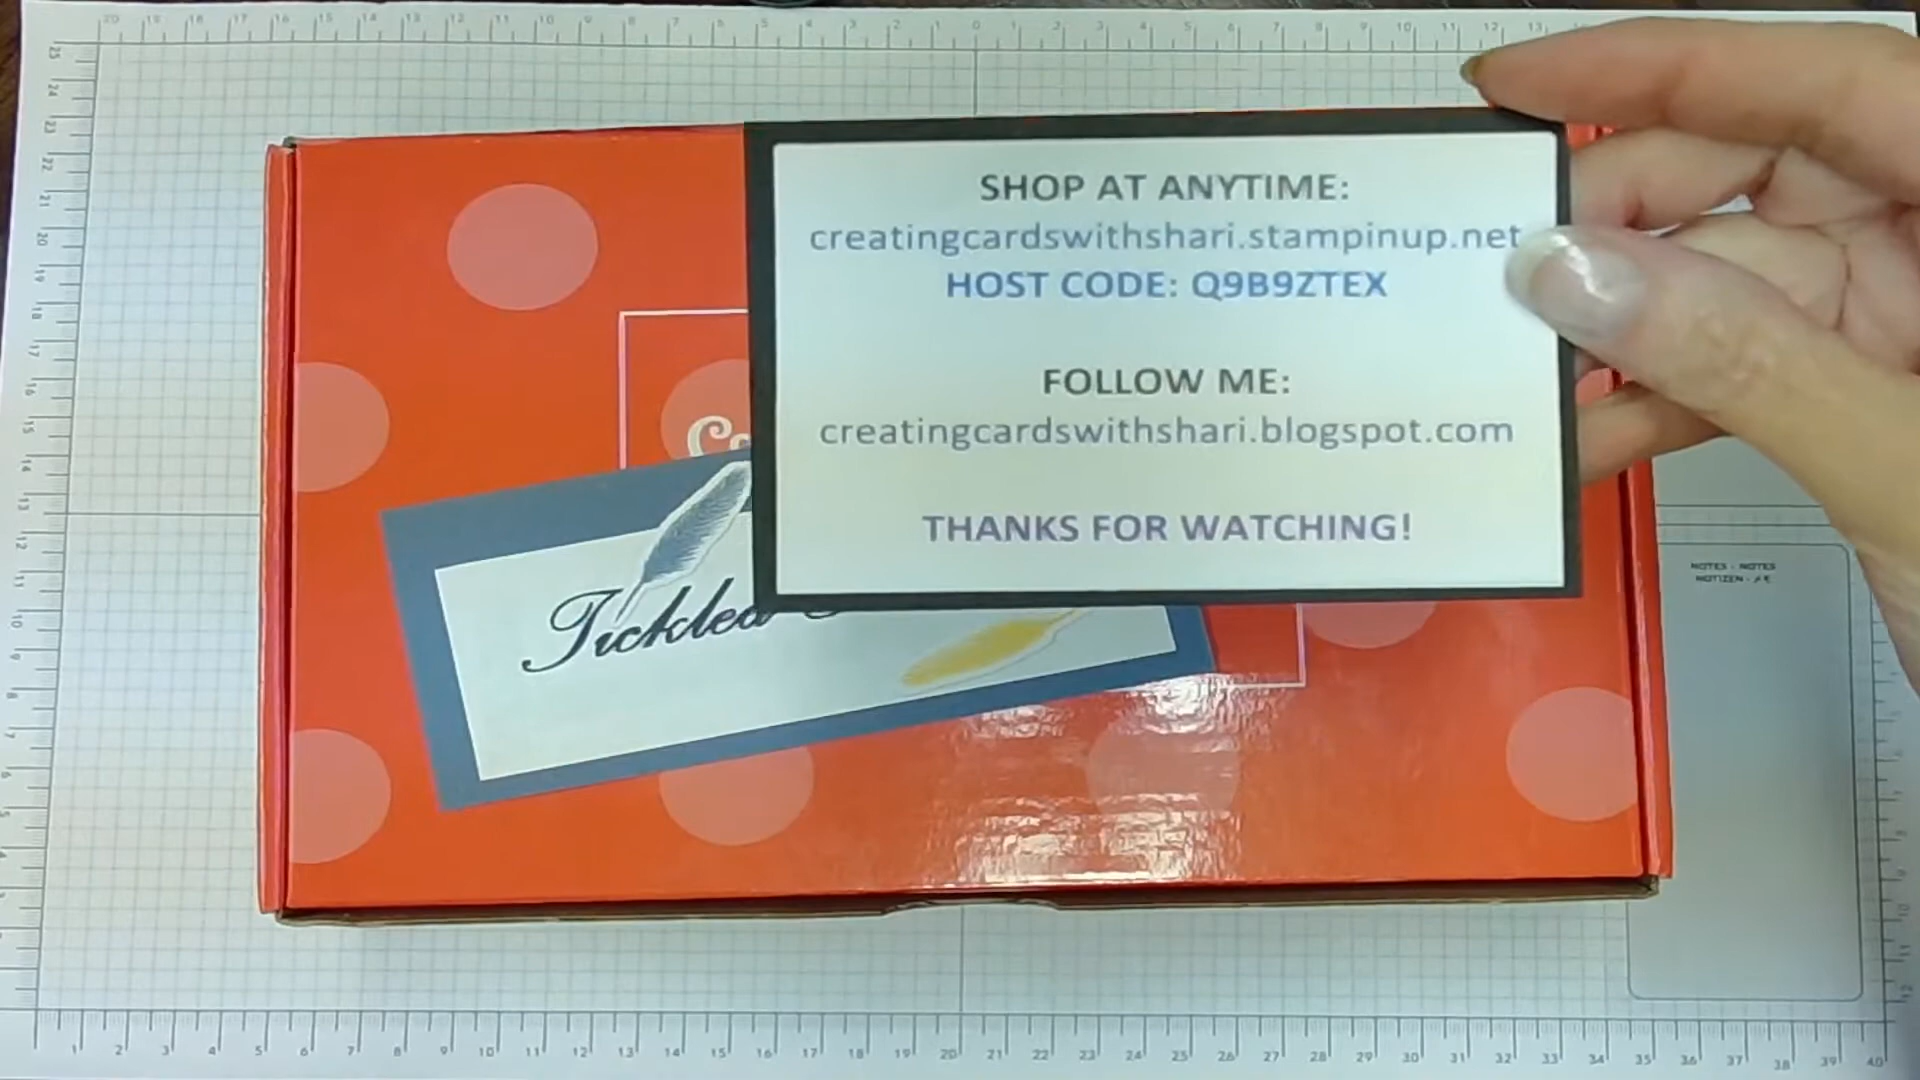 SHOP AT ANYTIME:
creatingcardswithshari.stampinup.net
HOST CODE: Q9B9ZTEX
FOLLOW ME:
creatingcardswithshari.blogspot.com
THANKS FOR WATCHING!
Tickled
NOTES - NOTES